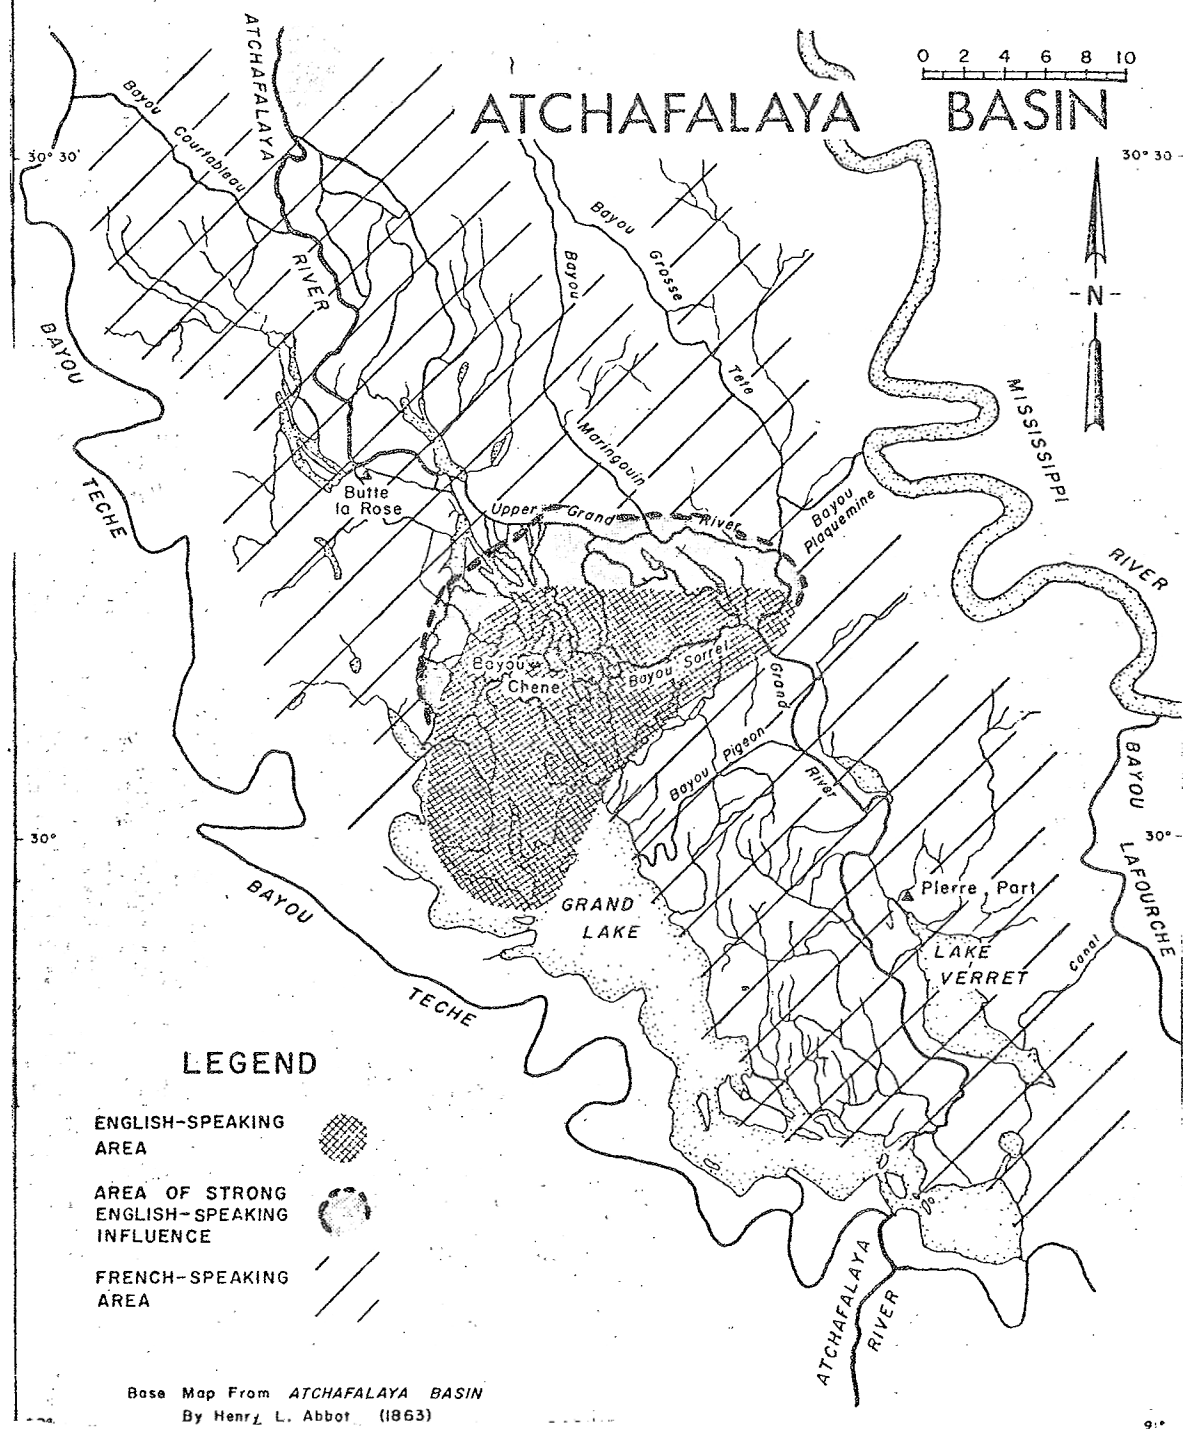 ATCHAFALAYA BASIN
0 2 4 6 8 10
ATCHAFALAYA
RIVER
Bayou Courtableau
30° 30'
30° 30
N
Bayou Grosse Tete
Bayou Maringouin
BAYOU
TECHE
MISSISSIPPI
RIVER
Butte
la Rose
Upper Grand River
Bayou
Plaquemine
Bayou
Chene
Bayou Sorrel
Grand
River
Bayou Pigeon
BAYOU
LAFOURCHE
30°
30°
Pierre Part
GRAND
LAKE
LAKE
VERRET
Canal
BAYOU
TECHE
ATCHAFALAYA
RIVER
LEGEND
ENGLISH-SPEAKING
AREA
AREA OF STRONG
ENGLISH-SPEAKING
INFLUENCE
FRENCH-SPEAKING
AREA
Base Map From ATCHAFALAYA BASIN
By Henry L. Abbot (1863)
91°